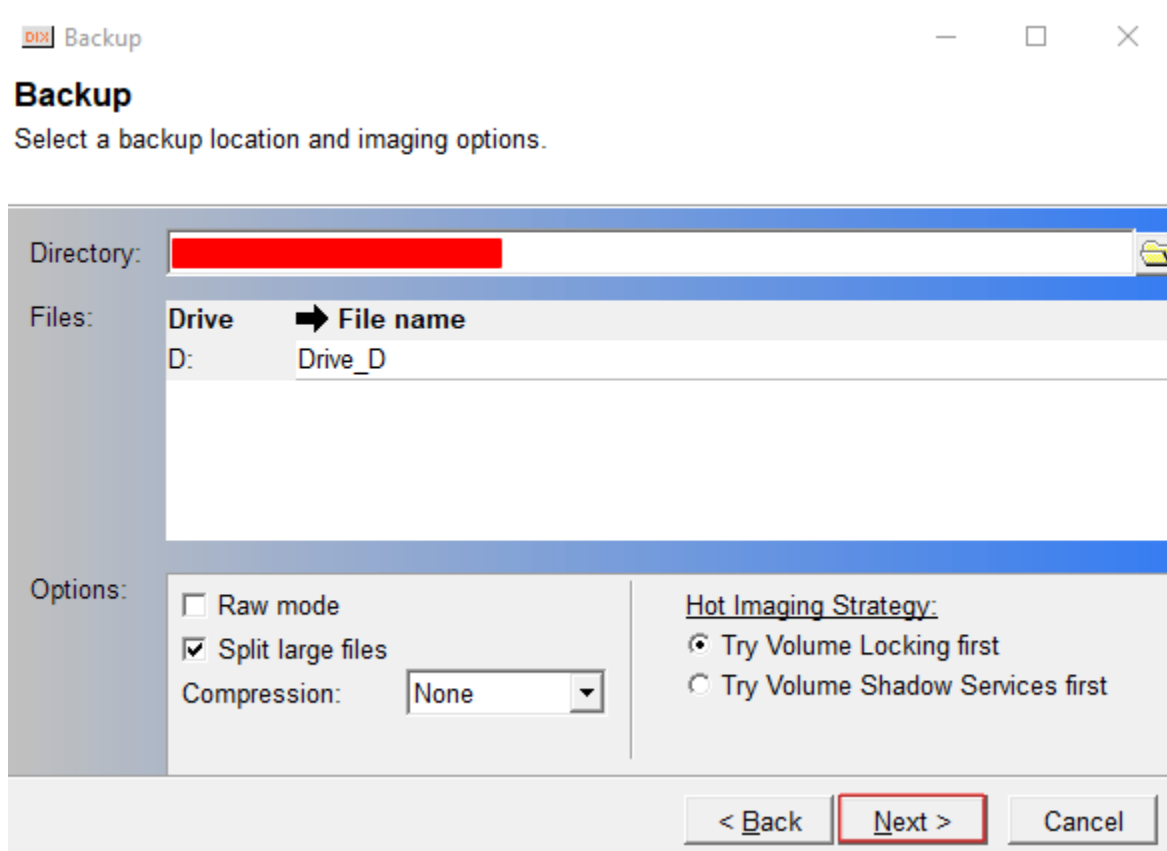 DIX Backup
Backup
Select a backup location and imaging options.
Directory:
Files:
Drive File name
D: Drive_D
Options:
Raw mode
Split large files
Compression: None
Hot Imaging Strategy:
Try Volume Locking first
Try Volume Shadow Services first
< Back Next > Cancel